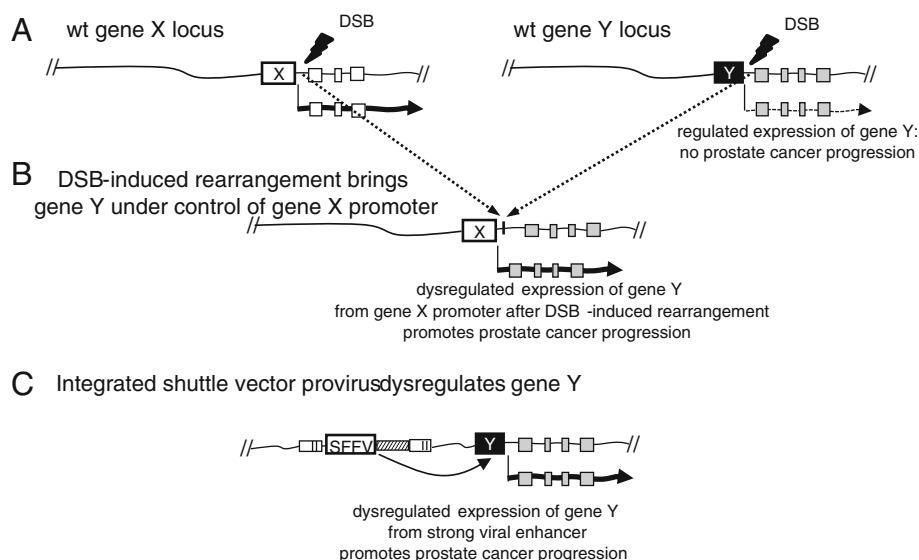 A
wt gene X locus
DSB
wt gene Y locus
DSB
X
Y
regulated expression of gene Y:
no prostate cancer progression
B
DSB-induced rearrangement brings
gene Y under control of gene X promoter
X
dysregulated expression of gene Y
from gene X promoter after DSB -induced rearrangement
promotes prostate cancer progression
C
Integrated shuttle vector provirusdysregulates gene Y
SFFV
Y
dysregulated expression of gene Y
from strong viral enhancer
promotes prostate cancer progression